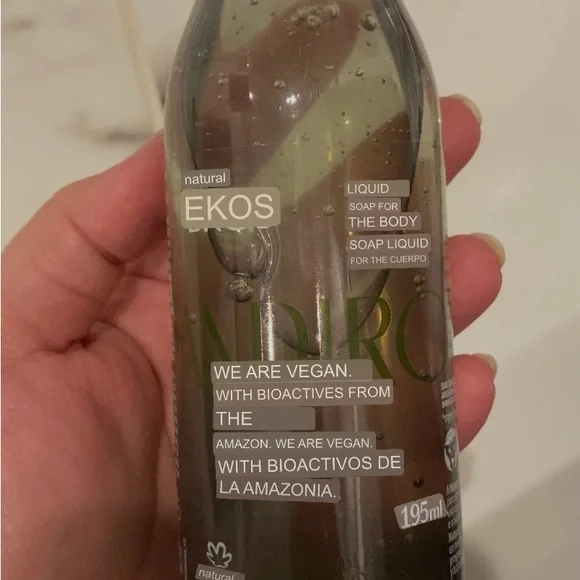 natural
EKOS
LIQUID
SOAP FOR
THE BODY
SOAP LIQUID
FOR THE CUERPO
WE ARE VEGAN.
WITH BIOACTIVES FROM
THE
AMAZON. WE ARE VEGAN.
WITH BIOACTIVOS DE
LA AMAZONIA.
195ml
natural